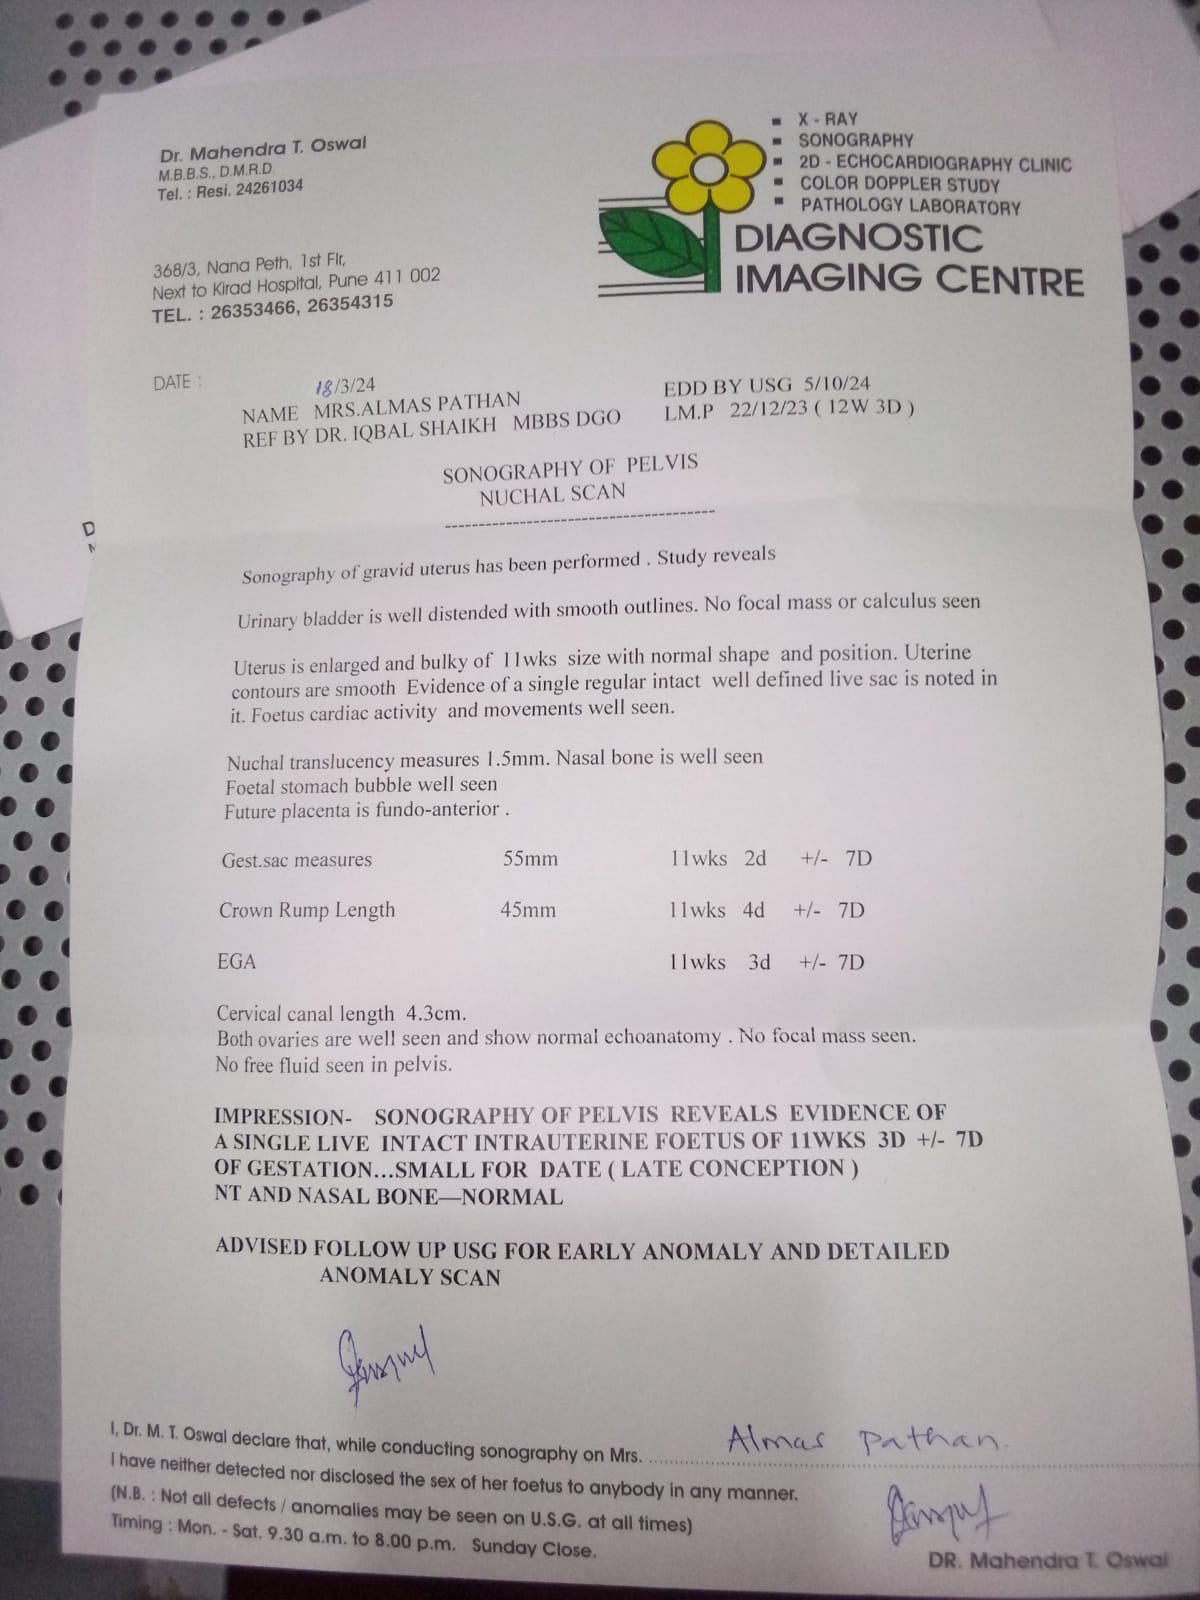 Dr. Mahendra T. Oswal
M.B.B.S., D.M.R.D
Tel. : Resi. 24261034
368/3, Nana Peth, 1st Flr,
Next to Kirad Hospital, Pune 411 002
TEL. : 26353466, 26354315
X - RAY
SONOGRAPHY
2D - ECHOCARDIOGRAPHY CLINIC
COLOR DOPPLER STUDY
PATHOLOGY LABORATORY
DIAGNOSTIC
IMAGING CENTRE
DATE : 18/3/24
NAME MRS.ALMAS PATHAN
REF BY DR. IQBAL SHAIKH MBBS DGO
EDD BY USG 5/10/24
LM.P 22/12/23 ( 12W 3D )
SONOGRAPHY OF PELVIS
NUCHAL SCAN
----------------------------------------
Sonography of gravid uterus has been performed . Study reveals
Urinary bladder is well distended with smooth outlines. No focal mass or calculus seen
Uterus is enlarged and bulky of 11wks size with normal shape and position. Uterine
contours are smooth Evidence of a single regular intact well defined live sac is noted in
it. Foetus cardiac activity and movements well seen.
Nuchal translucency measures 1.5mm. Nasal bone is well seen
Foetal stomach bubble well seen
Future placenta is fundo-anterior .
Gest.sac measures 55mm 11wks 2d +/- 7D
Crown Rump Length 45mm 11wks 4d +/- 7D
EGA 11wks 3d +/- 7D
Cervical canal length 4.3cm.
Both ovaries are well seen and show normal echoanatomy . No focal mass seen.
No free fluid seen in pelvis.
IMPRESSION- SONOGRAPHY OF PELVIS REVEALS EVIDENCE OF
A SINGLE LIVE INTACT INTRAUTERINE FOETUS OF 11WKS 3D +/- 7D
OF GESTATION...SMALL FOR DATE ( LATE CONCEPTION )
NT AND NASAL BONE—NORMAL
ADVISED FOLLOW UP USG FOR EARLY ANOMALY AND DETAILED
ANOMALY SCAN
I, Dr. M. T. Oswal declare that, while conducting sonography on Mrs. Almas Pathan.
I have neither detected nor disclosed the sex of her foetus to anybody in any manner.
(N.B. : Not all defects / anomalies may be seen on U.S.G. at all times)
Timing : Mon. - Sat. 9.30 a.m. to 8.00 p.m. Sunday Close.
DR. Mahendra T. Oswal